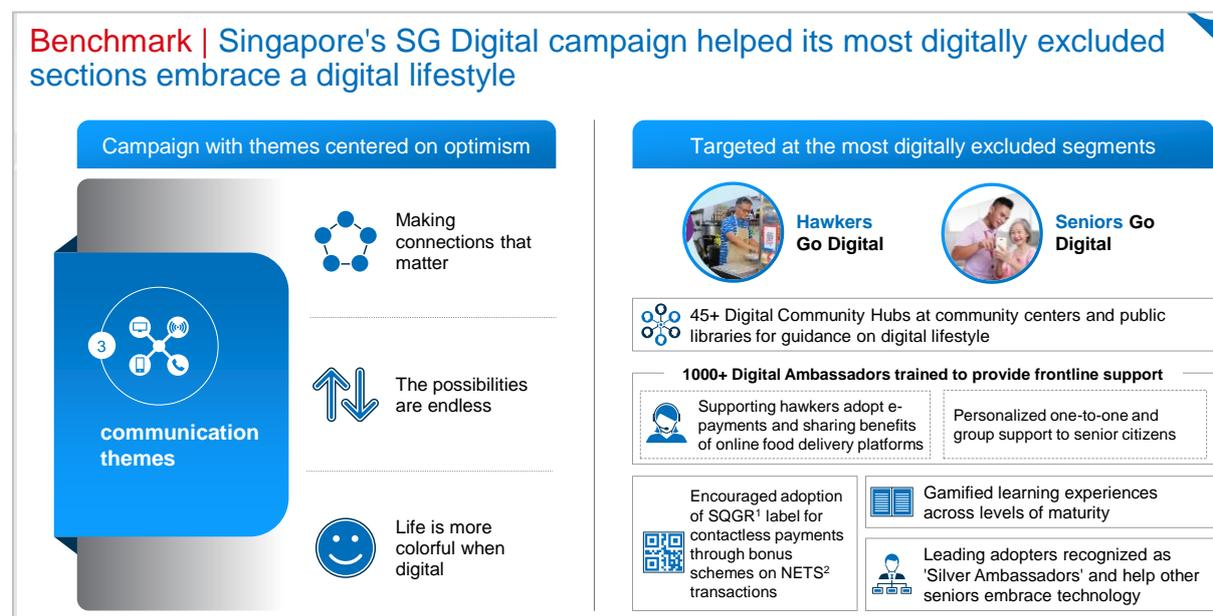 Benchmark | Singapore's SG Digital campaign helped its most digitally excluded
sections embrace a digital lifestyle
Campaign with themes centered on optimism
3
communication
themes
Making
connections that
matter
The possibilities
are endless
Life is more
colorful when
digital
Targeted at the most digitally excluded segments
Hawkers
Go Digital
Seniors Go
Digital
45+ Digital Community Hubs at community centers and public
libraries for guidance on digital lifestyle
1000+ Digital Ambassadors trained to provide frontline support
Supporting hawkers adopt e-
payments and sharing benefits
of online food delivery platforms
Personalized one-to-one and
group support to senior citizens
Encouraged adoption
of SQGR¹ label for
contactless payments
through bonus
schemes on NETS²
transactions
Gamified learning experiences
across levels of maturity
Leading adopters recognized as
'Silver Ambassadors' and help other
seniors embrace technology